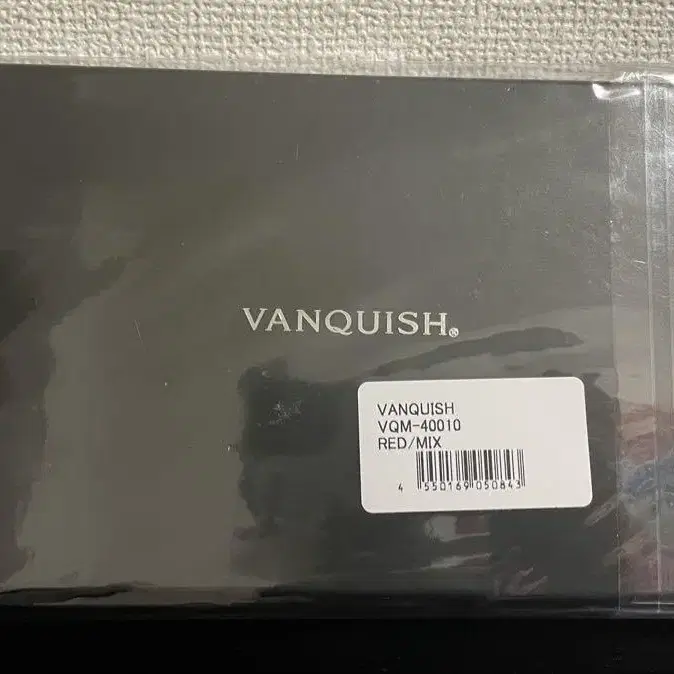 VANQUISH®
VANQUISH
VQM-40010
RED/MIX
4 550169 050843